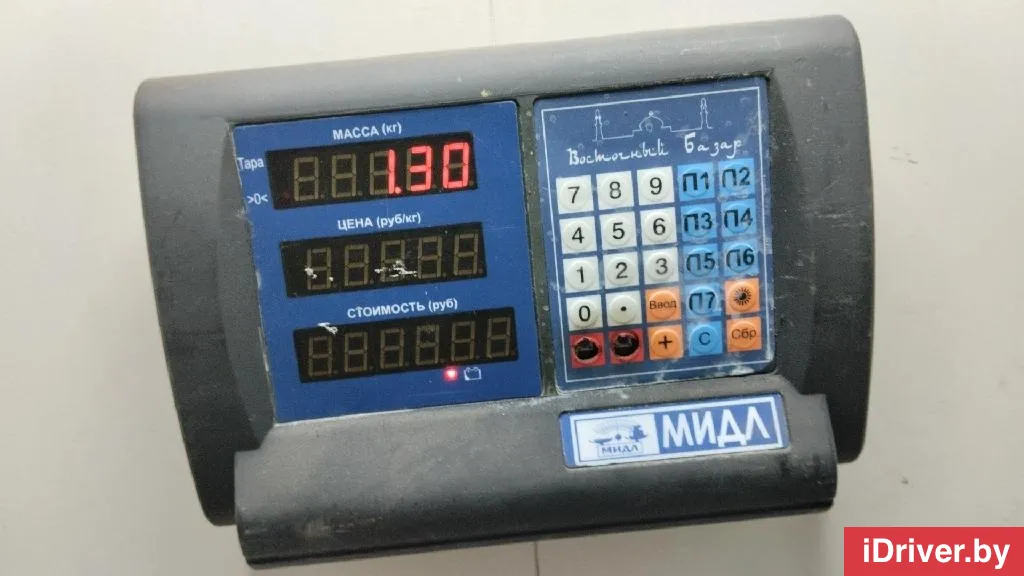 МАССА (кг)
Тара
1.30
>0<
ЦЕНА (руб/кг)
СТОИМОСТЬ (руб)
Восточный Базар
7 8 9 П1 П2
4 5 6 П3 П4
1 2 3 П5 П6
0 . Ввод П7
+ С Сбр
МИДЛ
МИДЛ
iDriver.by